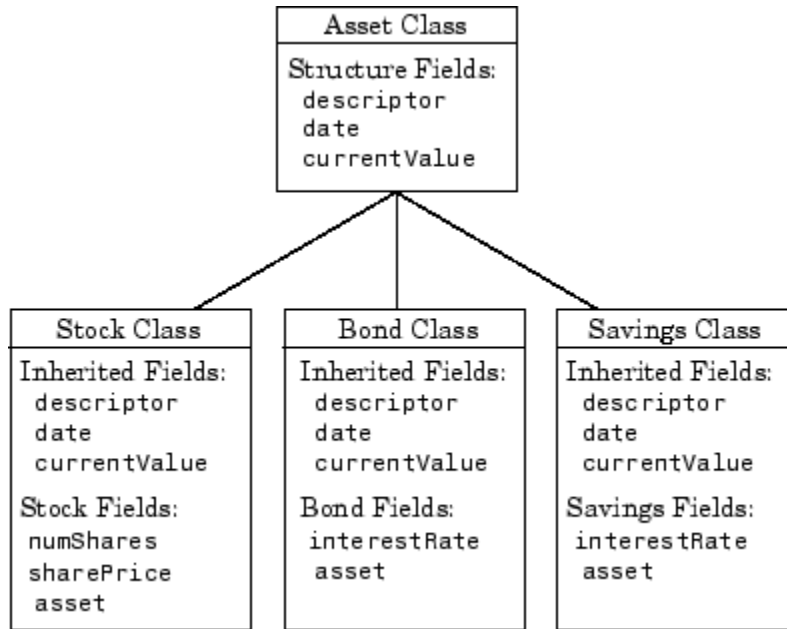 Asset Class
Structure Fields:
descriptor
date
currentValue
Stock Class
Inherited Fields:
descriptor
date
currentValue
Stock Fields:
numShares
sharePrice
asset
Bond Class
Inherited Fields:
descriptor
date
currentValue
Bond Fields:
interestRate
asset
Savings Class
Inherited Fields:
descriptor
date
currentValue
Savings Fields:
interestRate
asset